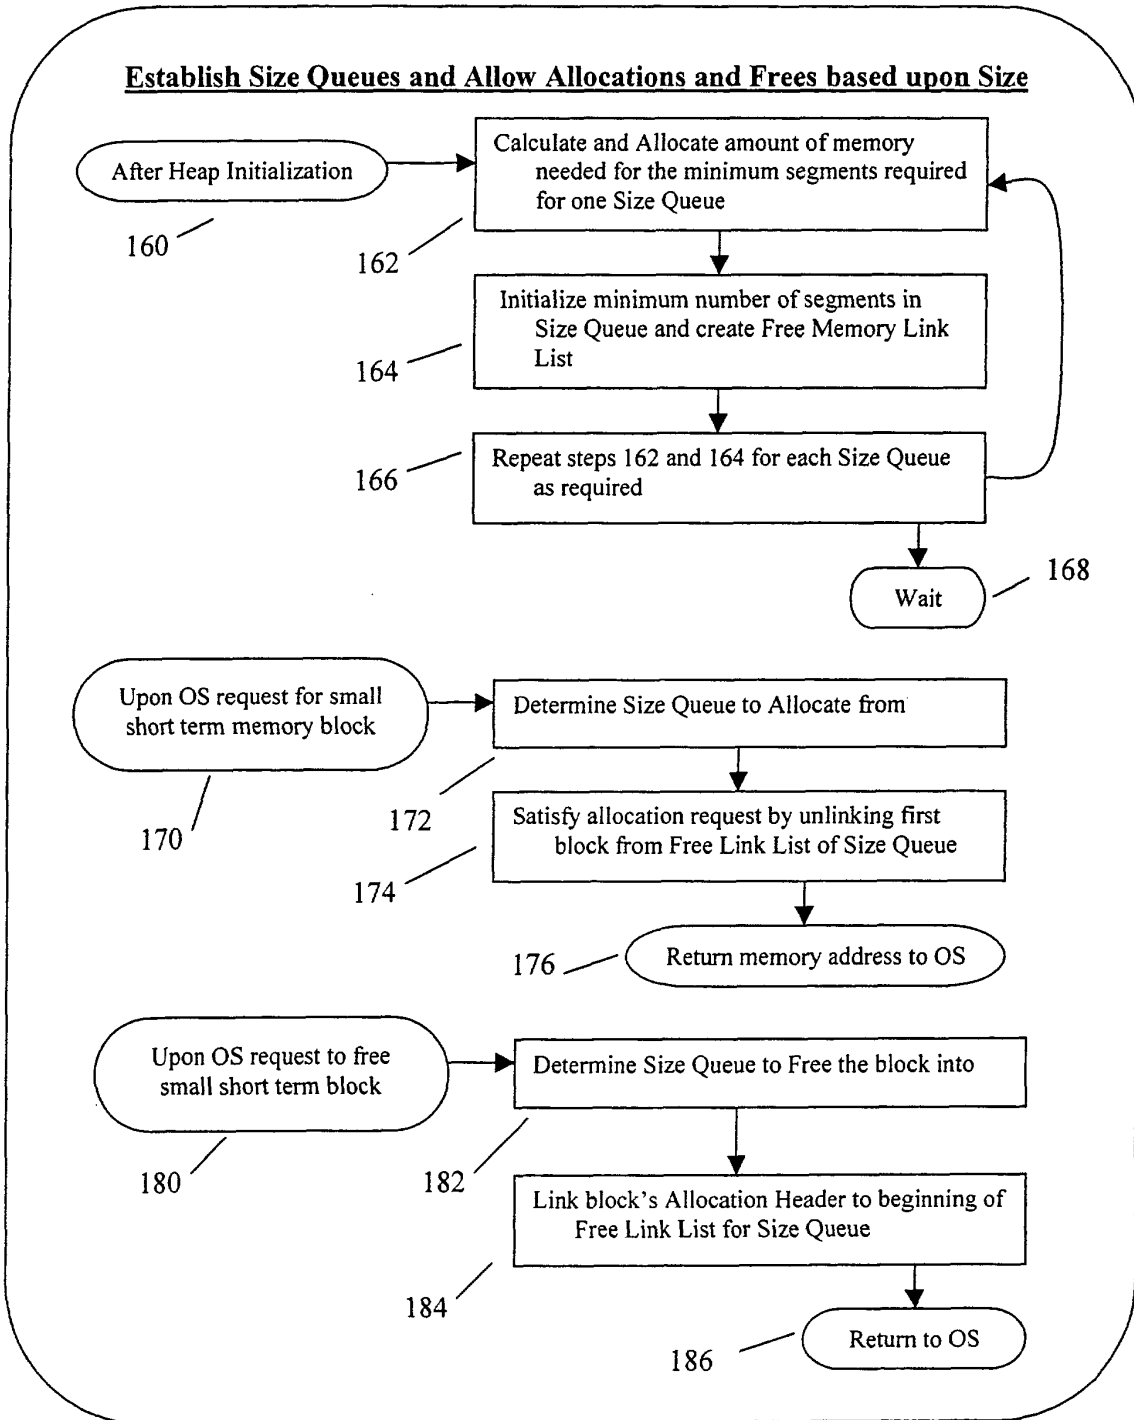 Establish Size Queues and Allow Allocations and Frees based upon Size
After Heap Initialization
160
Calculate and Allocate amount of memory
needed for the minimum segments required
for one Size Queue
162
Initialize minimum number of segments in
Size Queue and create Free Memory Link
List
164
Repeat steps 162 and 164 for each Size Queue
as required
166
Wait
168
Upon OS request for small
short term memory block
170
Determine Size Queue to Allocate from
172
Satisfy allocation request by unlinking first
block from Free Link List of Size Queue
174
Return memory address to OS
176
Upon OS request to free
small short term block
180
Determine Size Queue to Free the block into
182
Link block's Allocation Header to beginning of
Free Link List for Size Queue
184
Return to OS
186